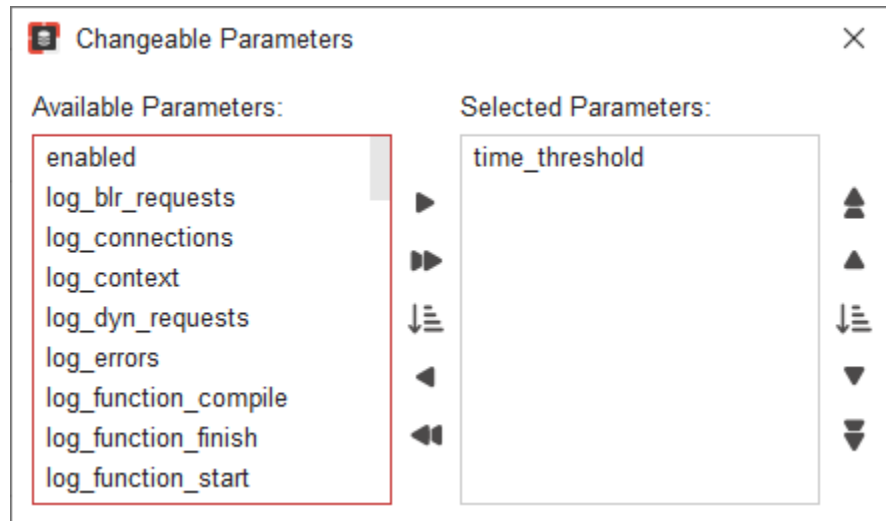 Changeable Parameters
Available Parameters:
enabled
log_blr_requests
log_connections
log_context
log_dyn_requests
log_errors
log_function_compile
log_function_finish
log_function_start
Selected Parameters:
time_threshold